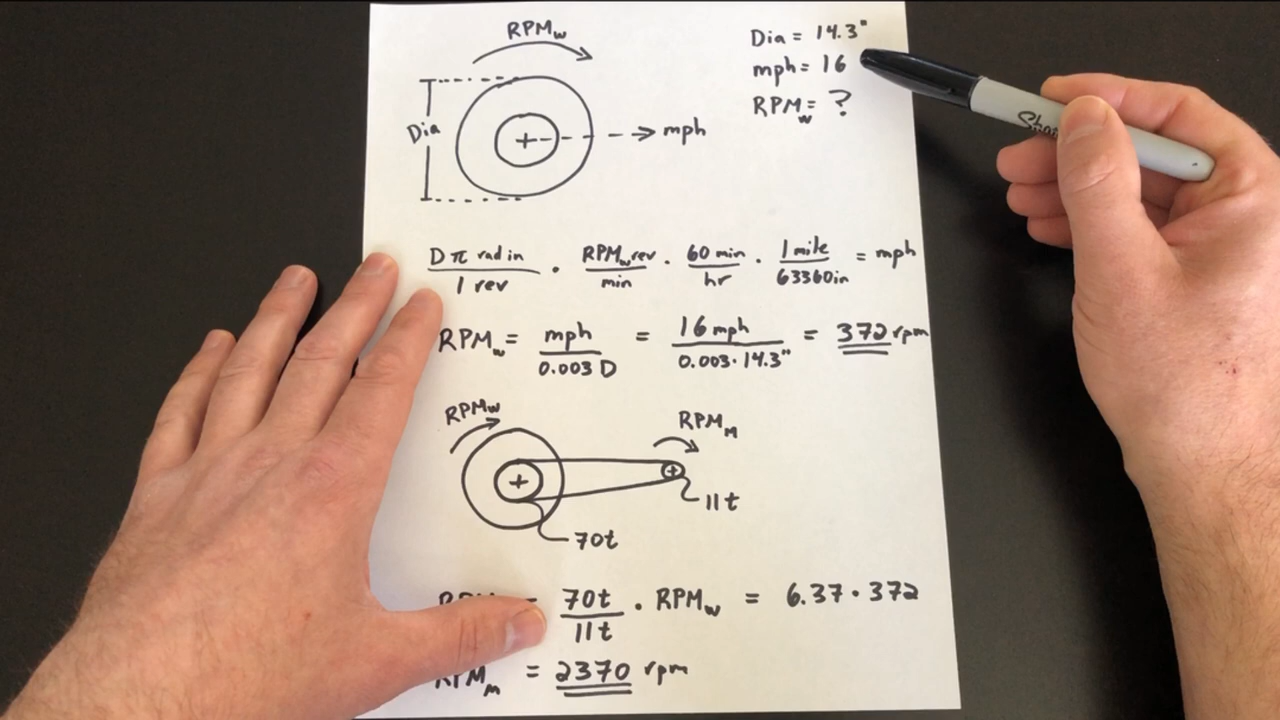 RPMw
Dia = 14.3"
mph = 16
RPMw = ?
Dia
mph
Dπ rad in / 1 rev · RPMw rev / min · 60 min / hr · 1 mile / 63360in = mph
RPMw = mph / 0.003 D = 16 mph / 0.003·14.3" = 372 rpm
RPMw
RPMM
11t
70t
= 70t / 11t · RPMw = 6.37·372
RPMm = 2370 rpm